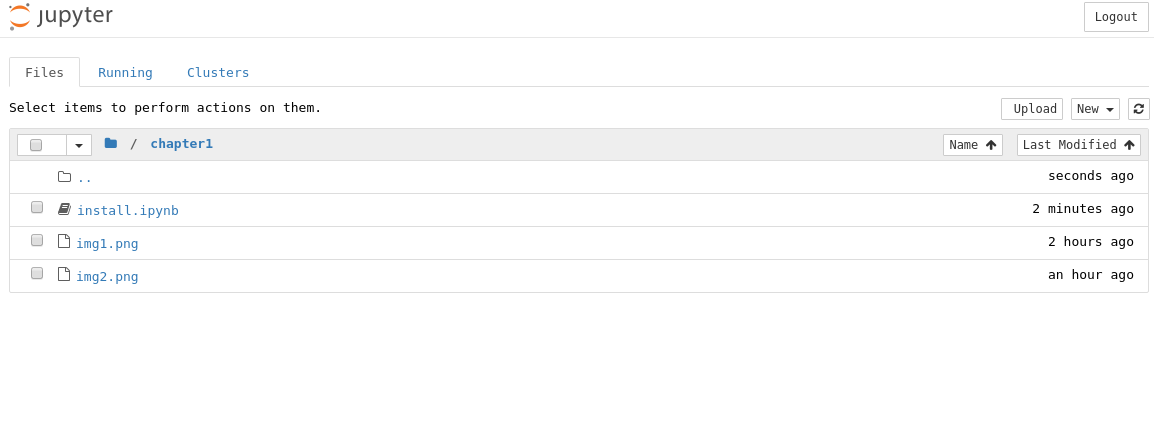 jupyter
Logout
Files Running Clusters
Select items to perform actions on them.
Upload New
/ chapter1
Name Last Modified
.. seconds ago
install.ipynb 2 minutes ago
img1.png 2 hours ago
img2.png an hour ago